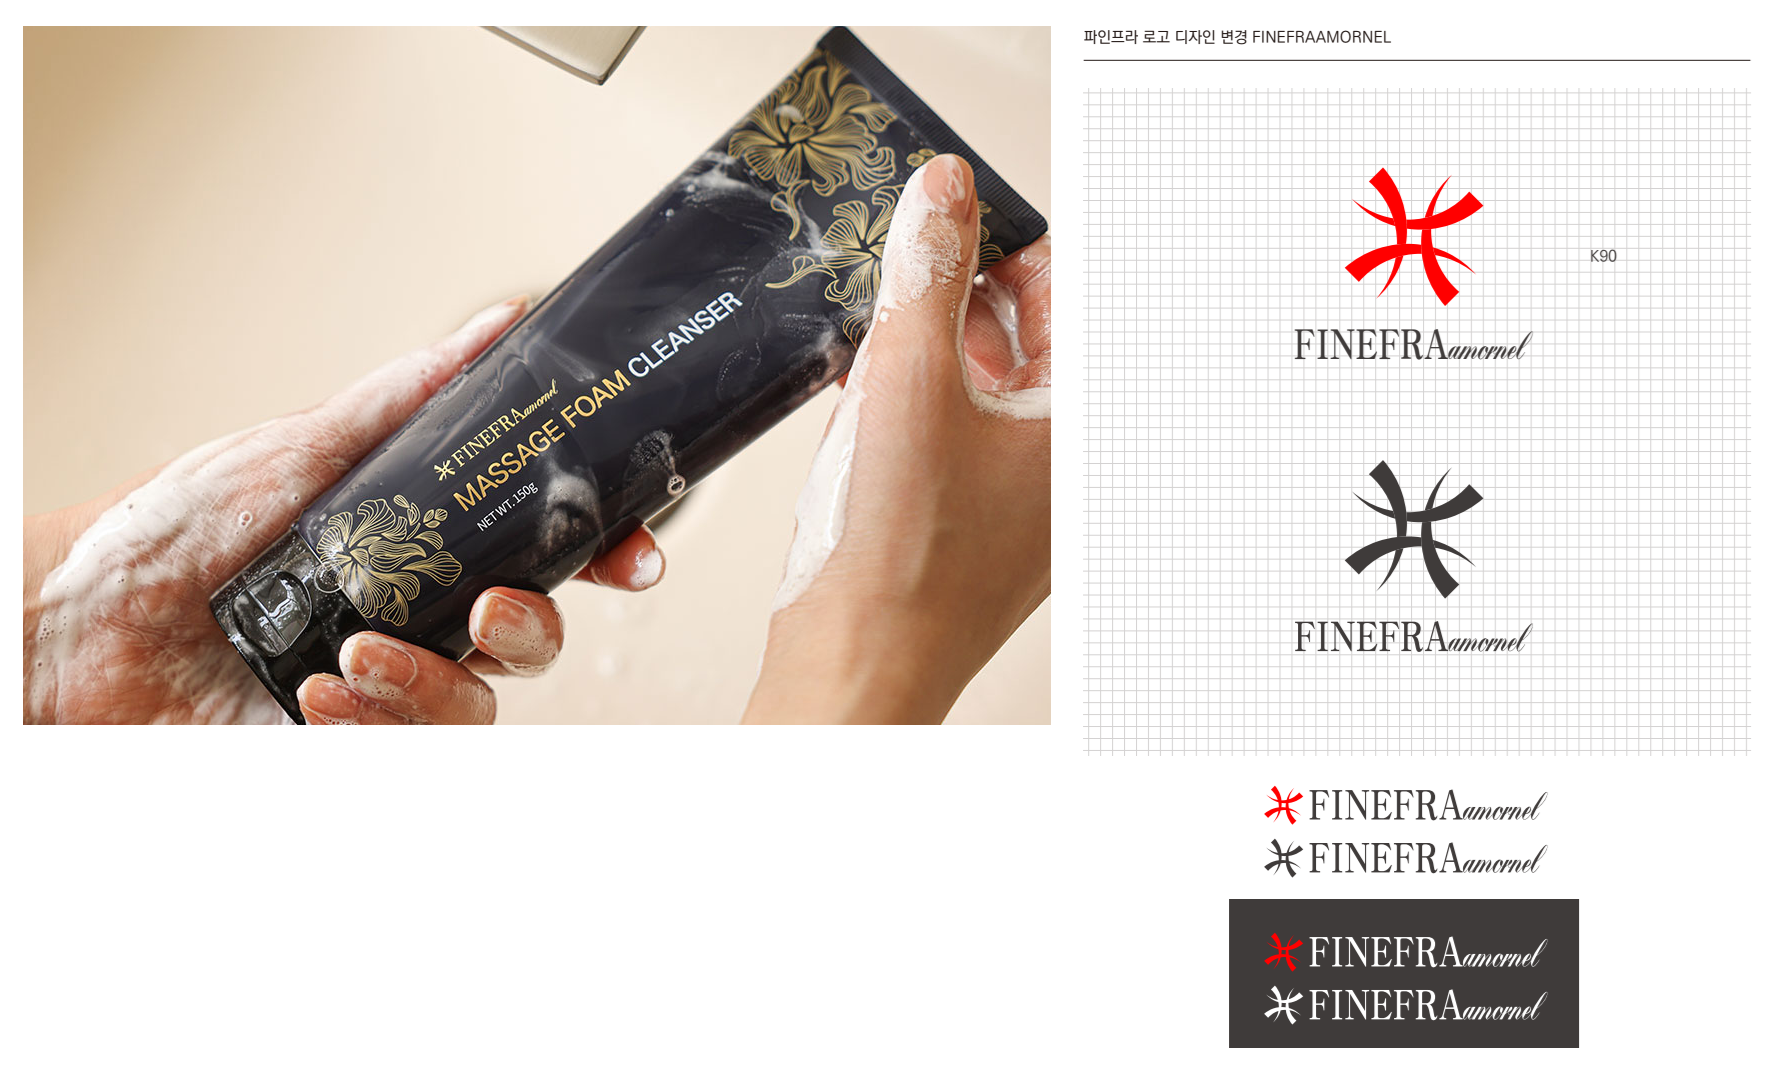 FINEFRAamornel
MASSAGE FOAM CLEANSER
NET WT. 150g
파인프라 로고 디자인 변경 FINEFRAAMORNEL
K90
FINEFRAamornel
FINEFRAamornel
FINEFRAamornel
FINEFRAamornel
FINEFRAamornel
FINEFRAamornel